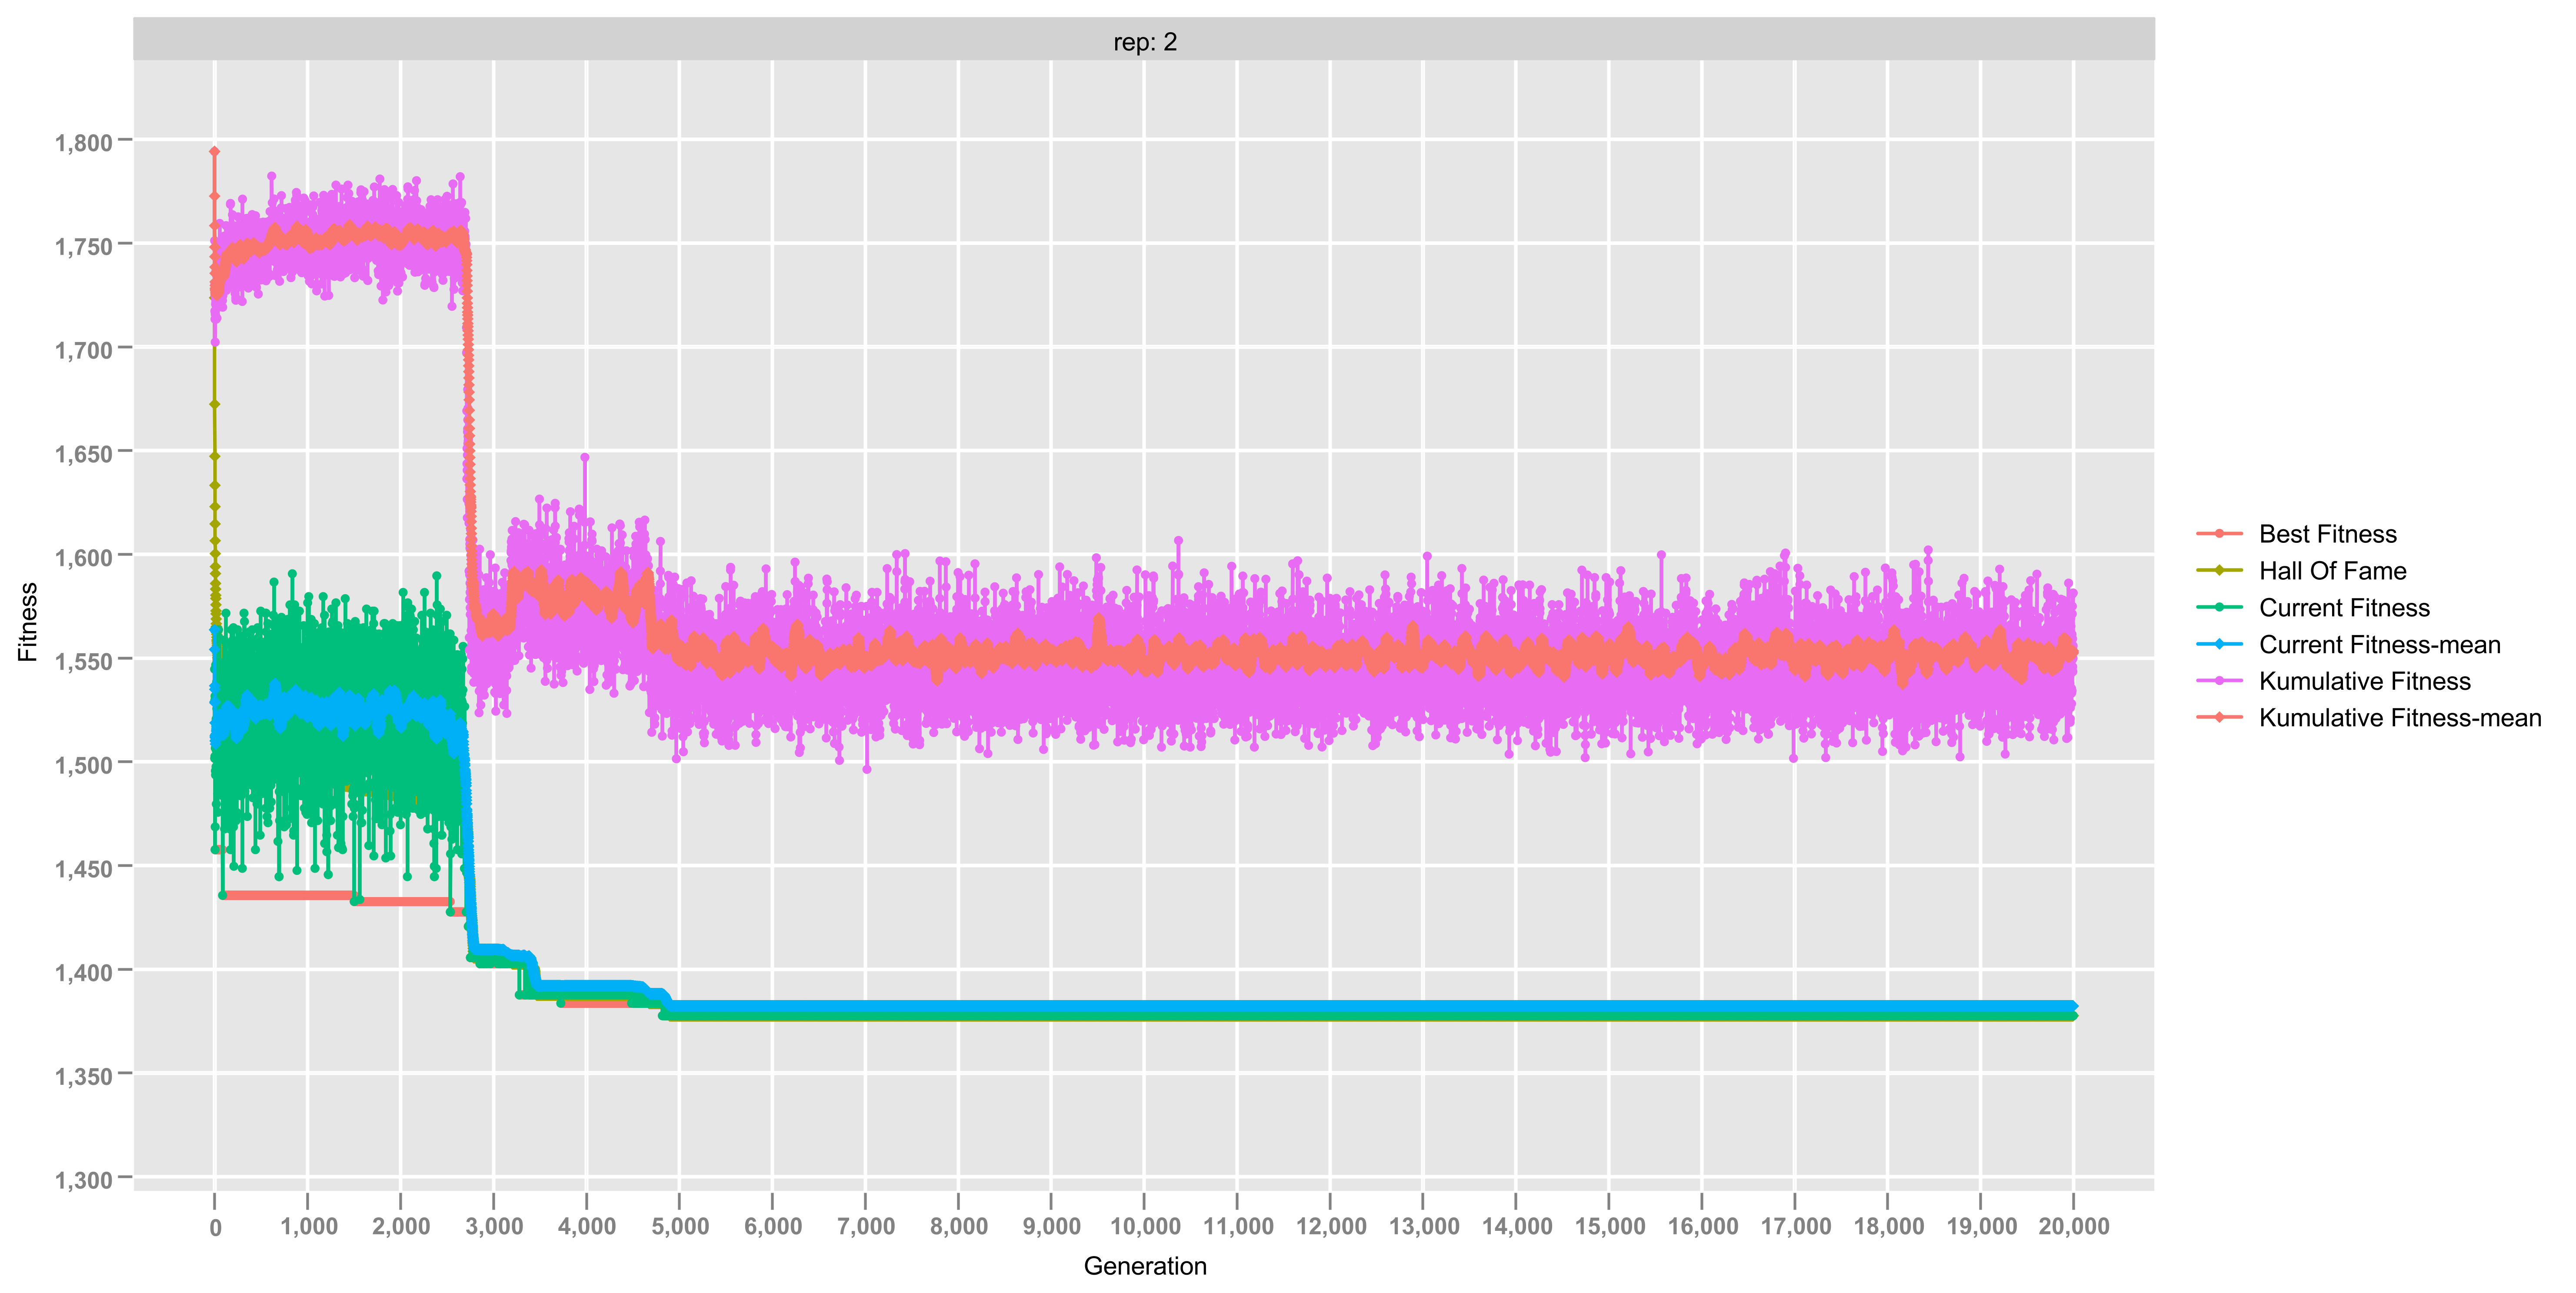 rep: 2
1,800
1,750
1,700
1,650
1,600
1,550
1,500
1,450
1,400
1,350
1,300
Fitness
0 1,000 2,000 3,000 4,000 5,000 6,000 7,000 8,000 9,000 10,000 11,000 12,000 13,000 14,000 15,000 16,000 17,000 18,000 19,000 20,000
Generation
Best Fitness
Hall Of Fame
Current Fitness
Current Fitness-mean
Kumulative Fitness
Kumulative Fitness-mean